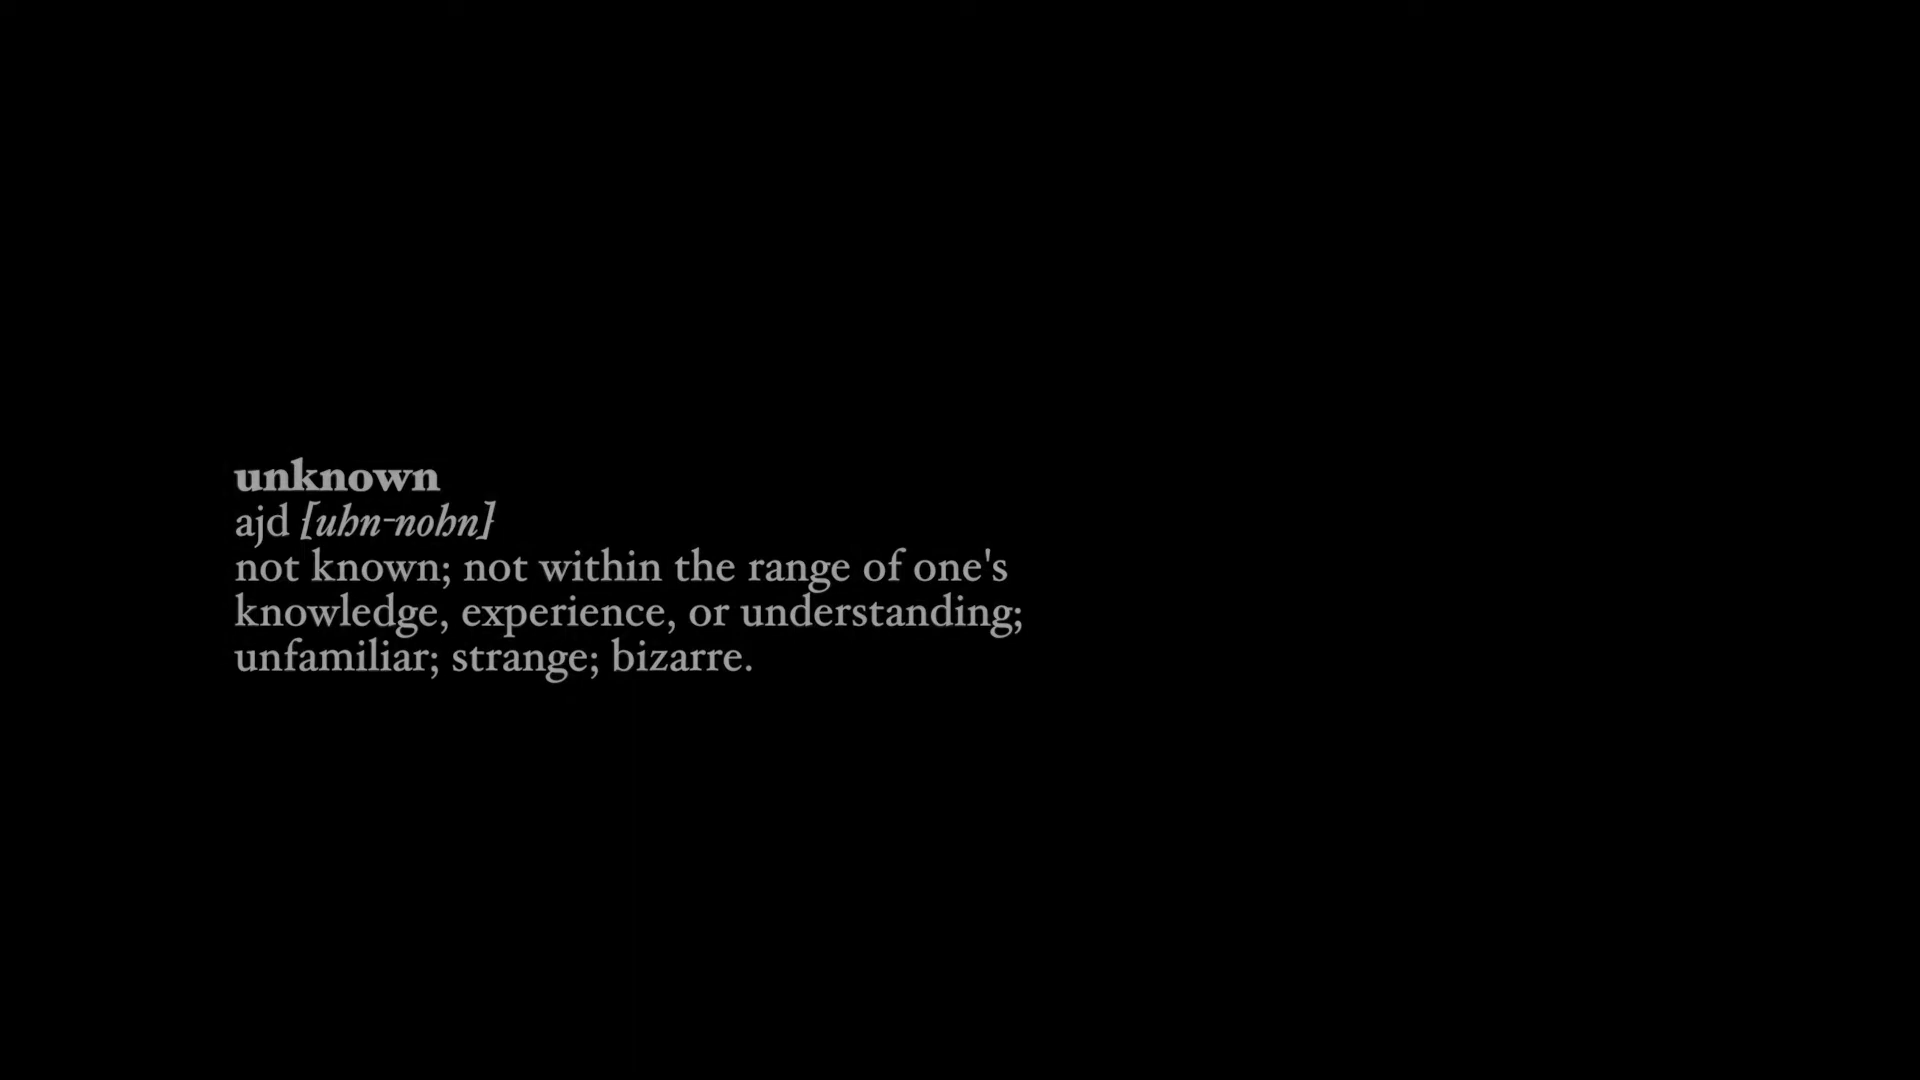 unknown
ajd [uhn-nohn]
not known; not within the range of one's
knowledge, experience, or understanding;
unfamiliar; strange; bizarre.